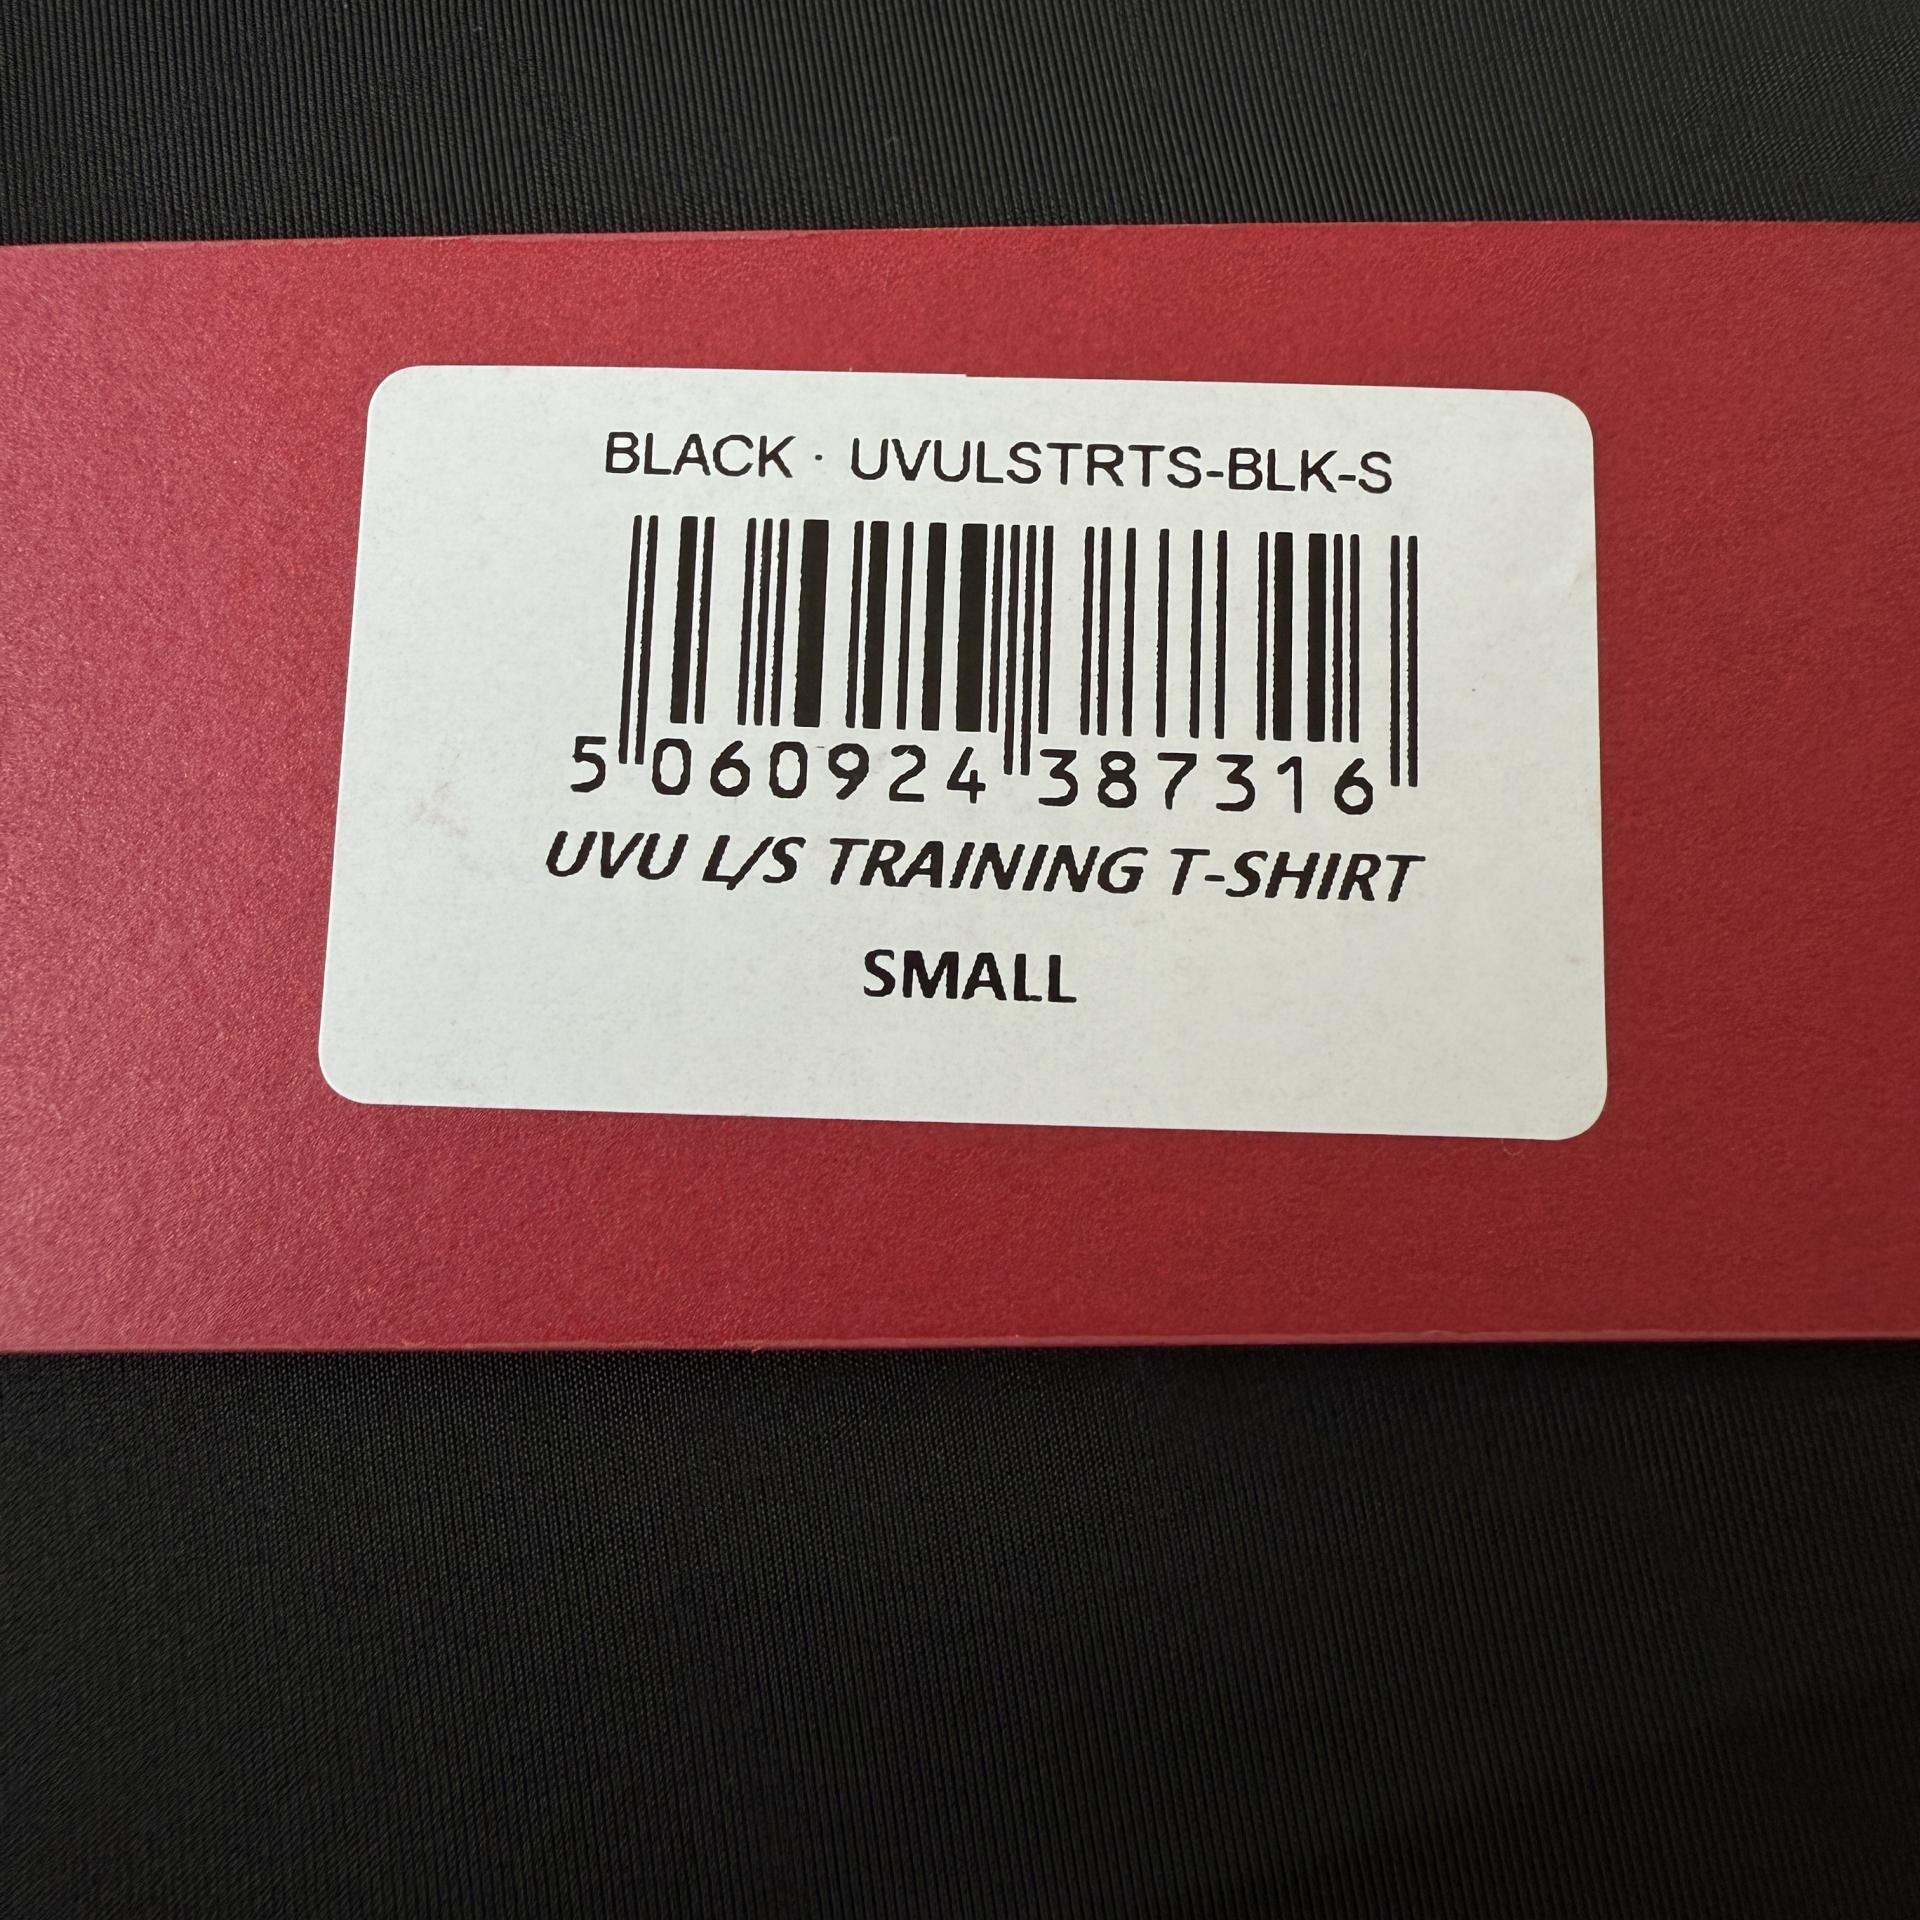 BLACK · UVULSTRTS-BLK-S
5 060924 387316
UVU L/S TRAINING T-SHIRT
SMALL